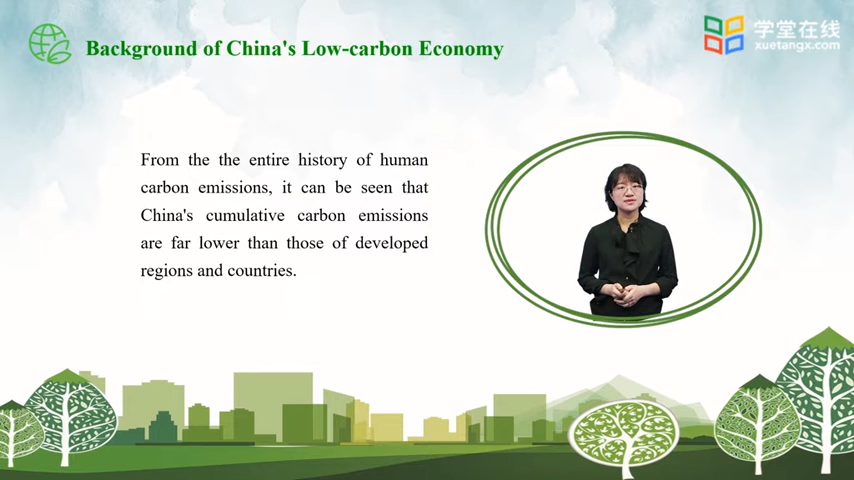 Background of China's Low-carbon Economy
学堂在线
xuetangx.com
From the the entire history of human
carbon emissions, it can be seen that
China's cumulative carbon emissions
are far lower than those of developed
regions and countries.